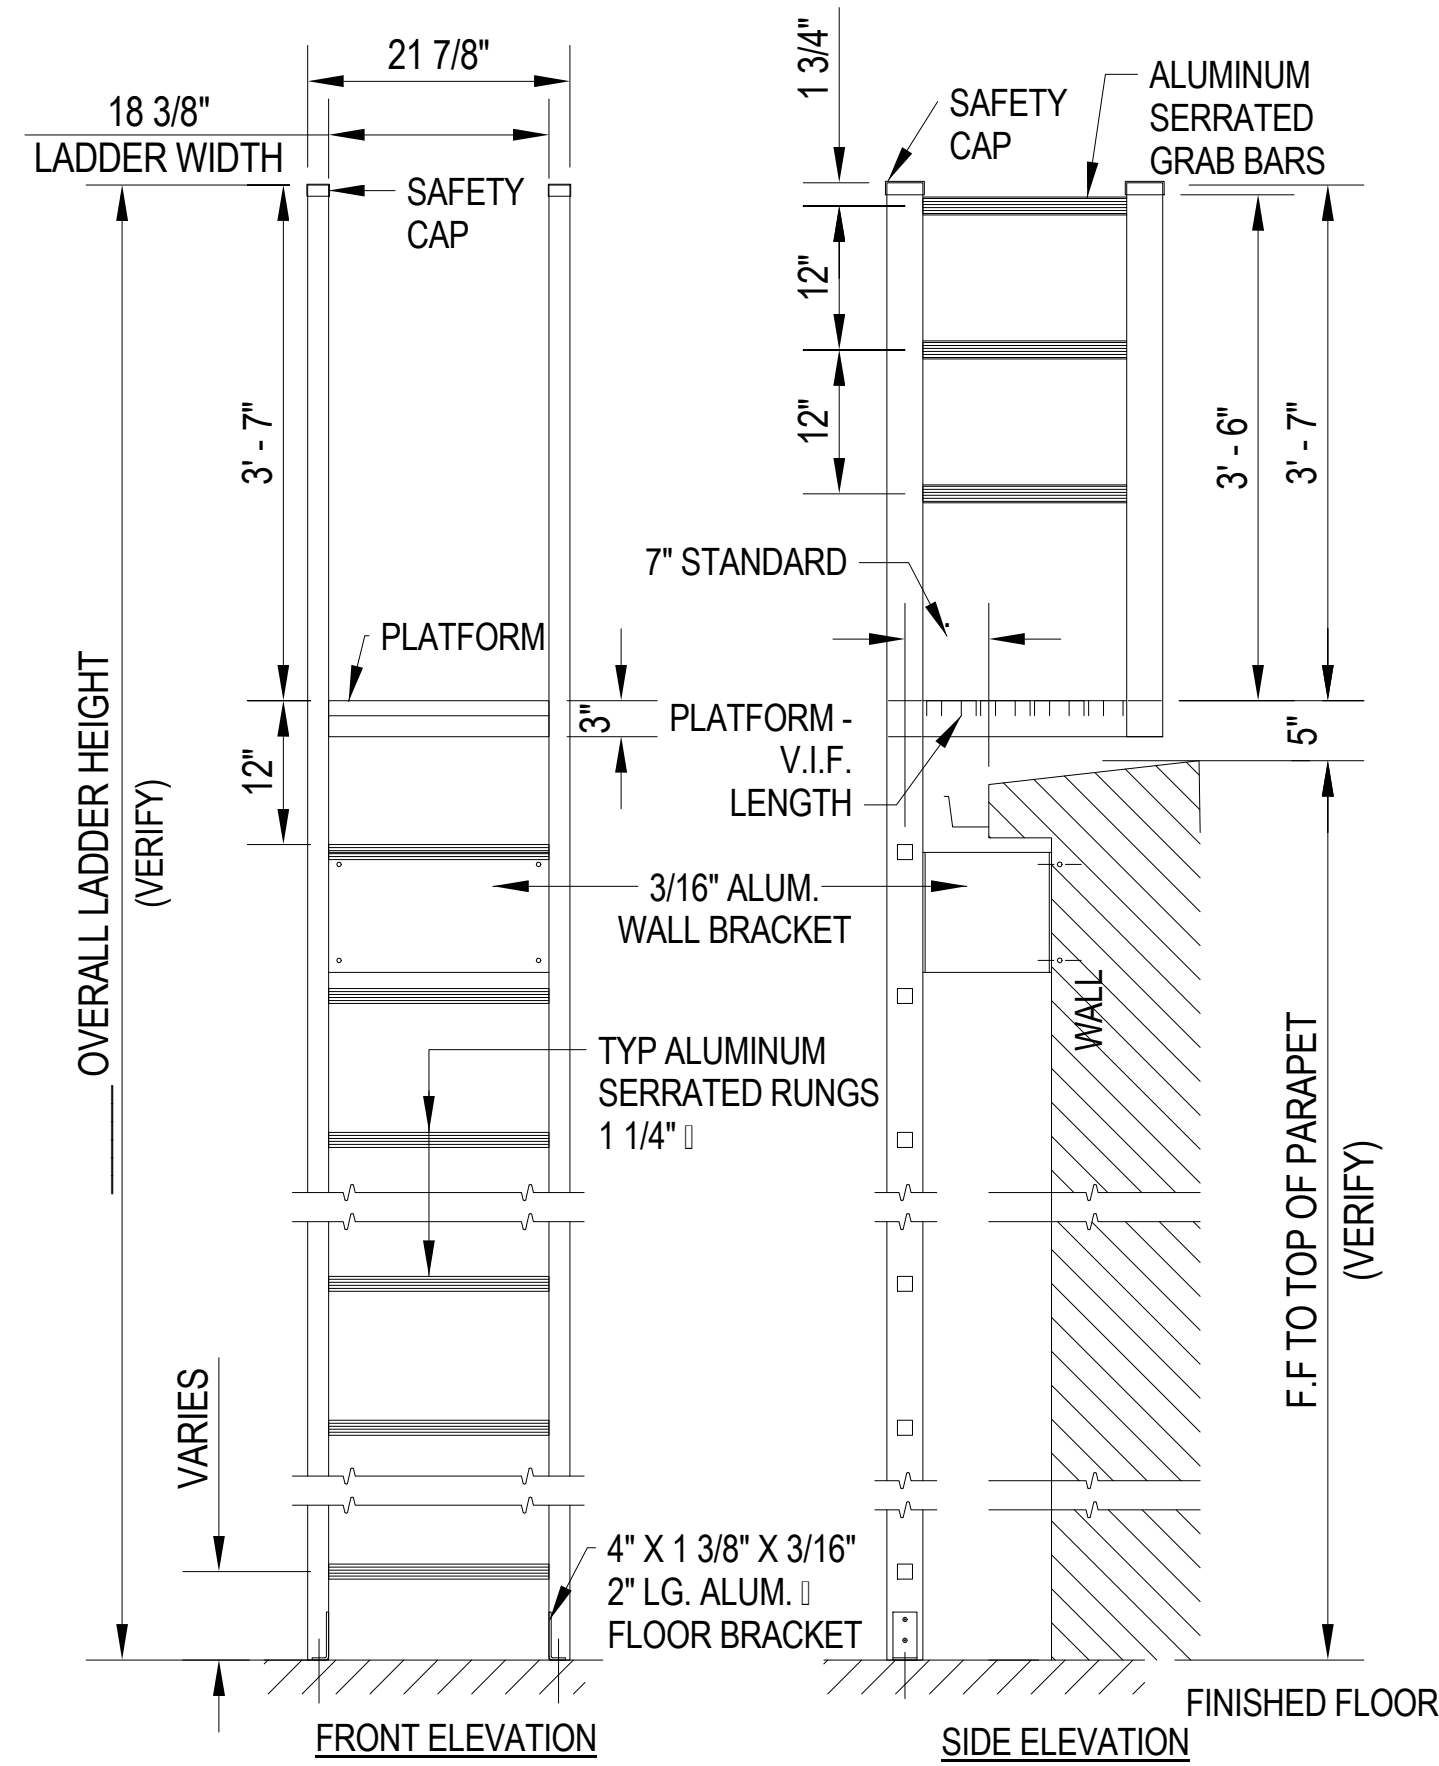 21 7/8"
18 3/8"
LADDER WIDTH
SAFETY
CAP
3' - 7"
PLATFORM
12"
3"
OVERALL LADDER HEIGHT
(VERIFY)
VARIES
FRONT ELEVATION
1 3/4"
SAFETY
CAP
ALUMINUM
SERRATED
GRAB BARS
12"
12"
3' - 6"
3' - 7"
7" STANDARD
PLATFORM -
V.I.F.
LENGTH
5"
3/16" ALUM.
WALL BRACKET
WALL
TYP ALUMINUM
SERRATED RUNGS
1 1/4" ▯
F.F TO TOP OF PARAPET
(VERIFY)
4" X 1 3/8" X 3/16"
2" LG. ALUM. ▯
FLOOR BRACKET
FINISHED FLOOR
SIDE ELEVATION